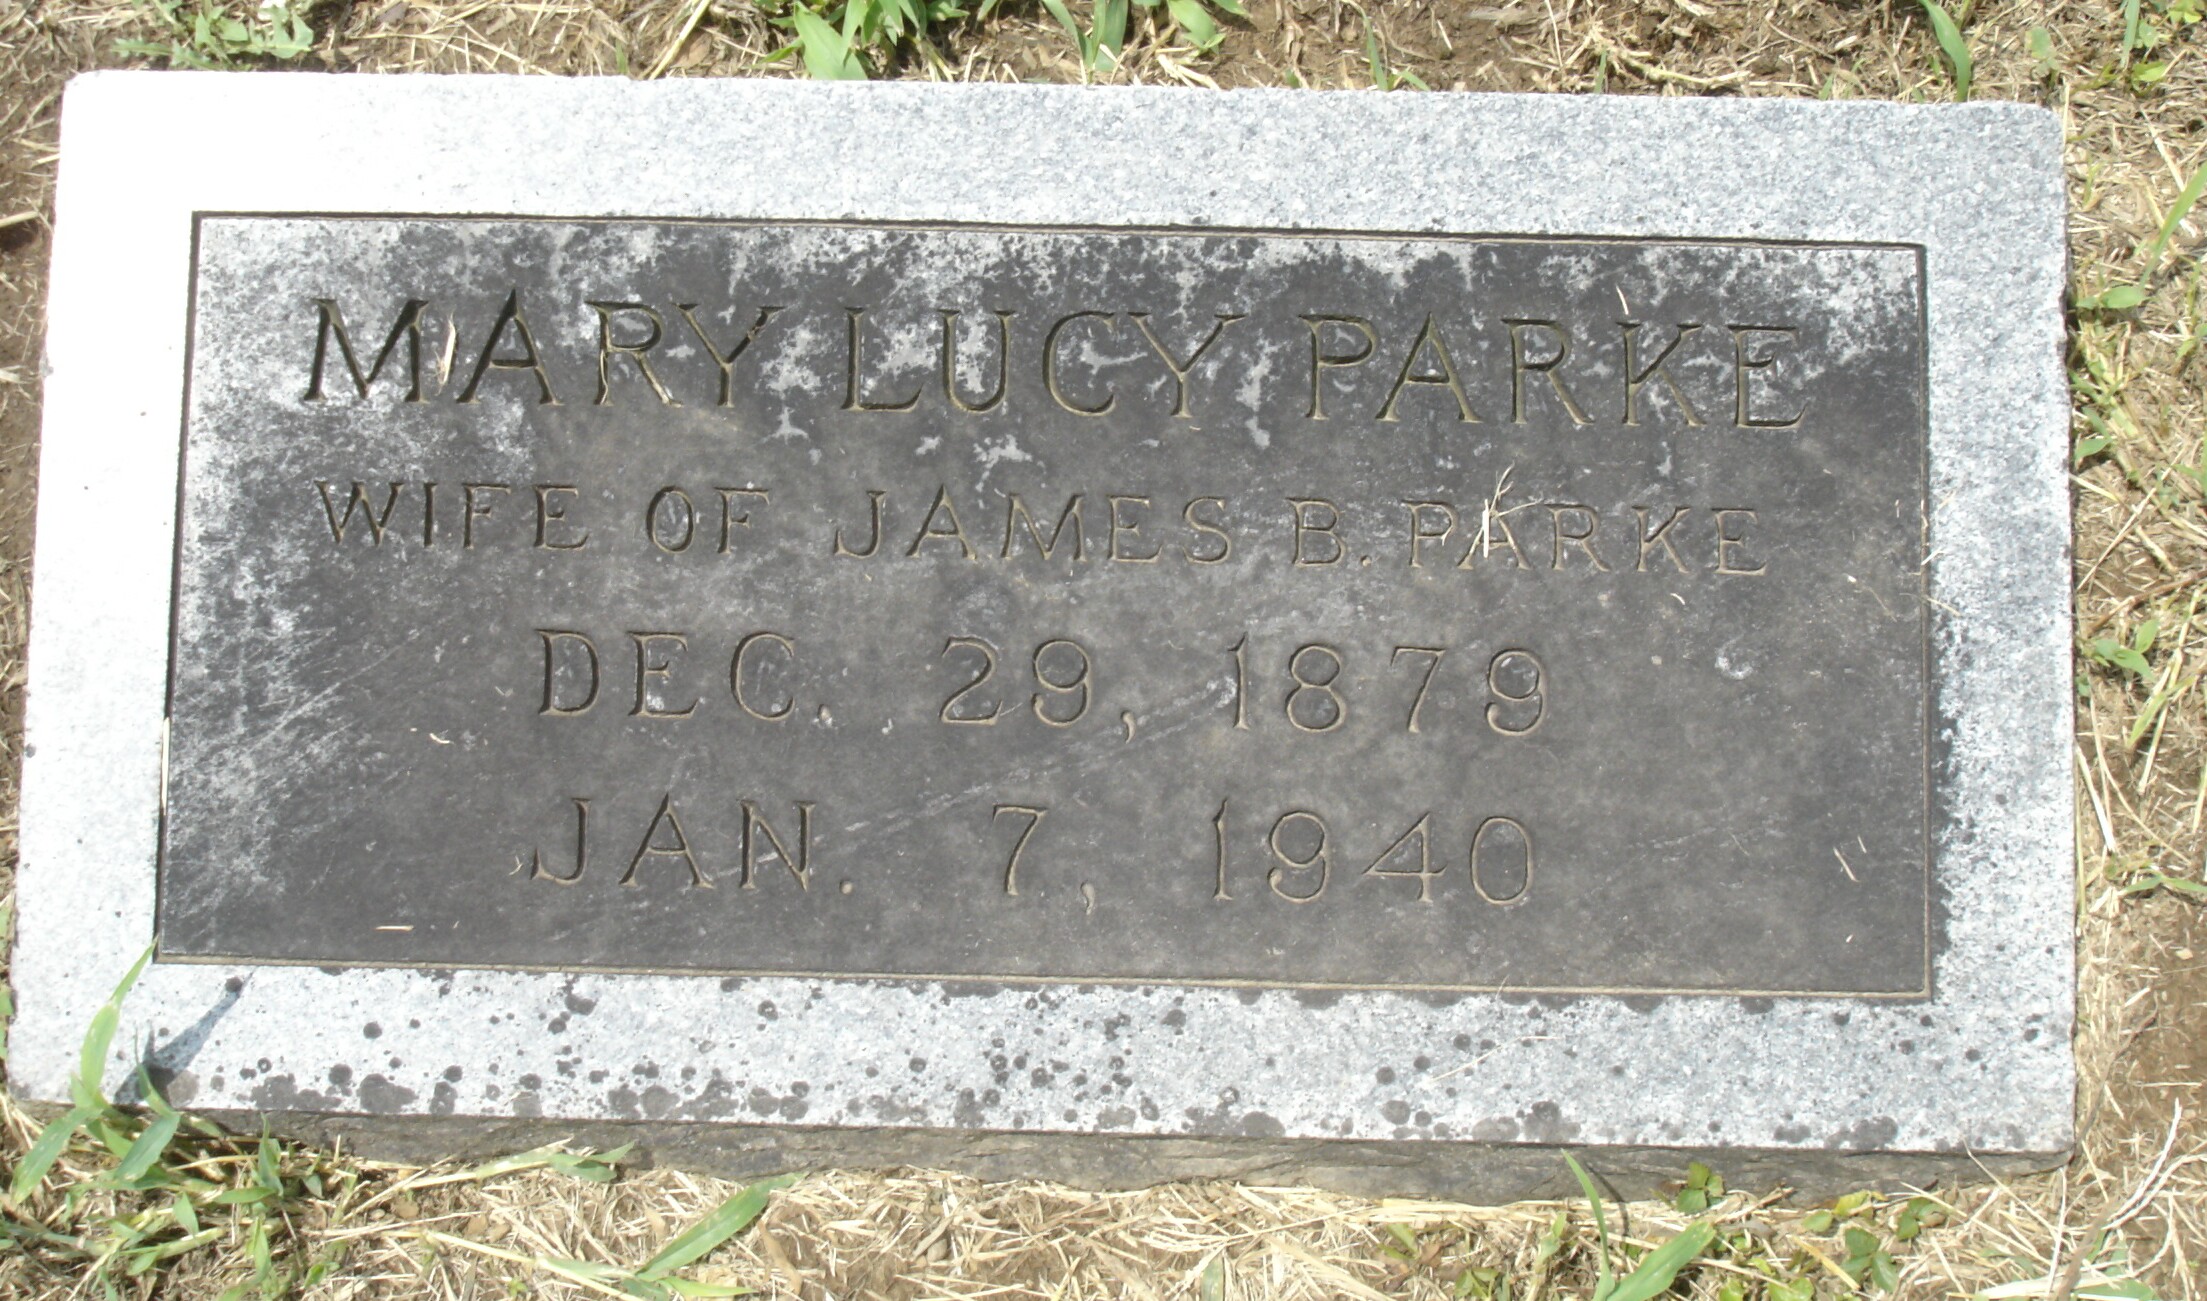 MARY LUCY PARKE
WIFE OF JAMES B. PARKE
DEC. 29, 1879
JAN. 7, 1940